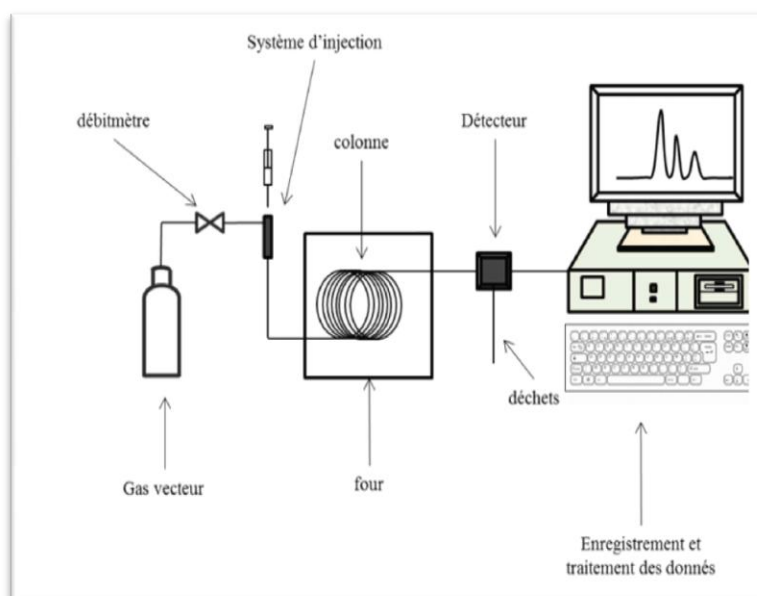 Système d'injection
débitmètre
colonne
Détecteur
déchets
Gas vecteur
four
Enregistrement et
traitement des donnés